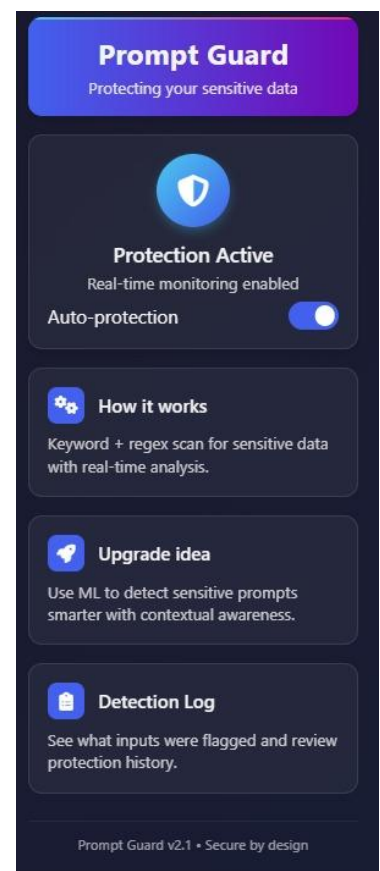 Prompt Guard
Protecting your sensitive data
Protection Active
Real-time monitoring enabled
Auto-protection
How it works
Keyword + regex scan for sensitive data
with real-time analysis.
Upgrade idea
Use ML to detect sensitive prompts
smarter with contextual awareness.
Detection Log
See what inputs were flagged and review
protection history.
Prompt Guard v2.1 • Secure by design